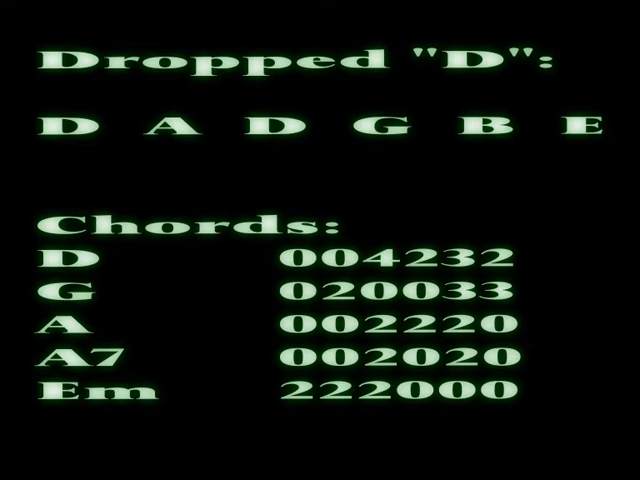 Dropped "D":
D A D G B E
Chords:
D 004232
G 020033
A 002220
A7 002020
Em 222000